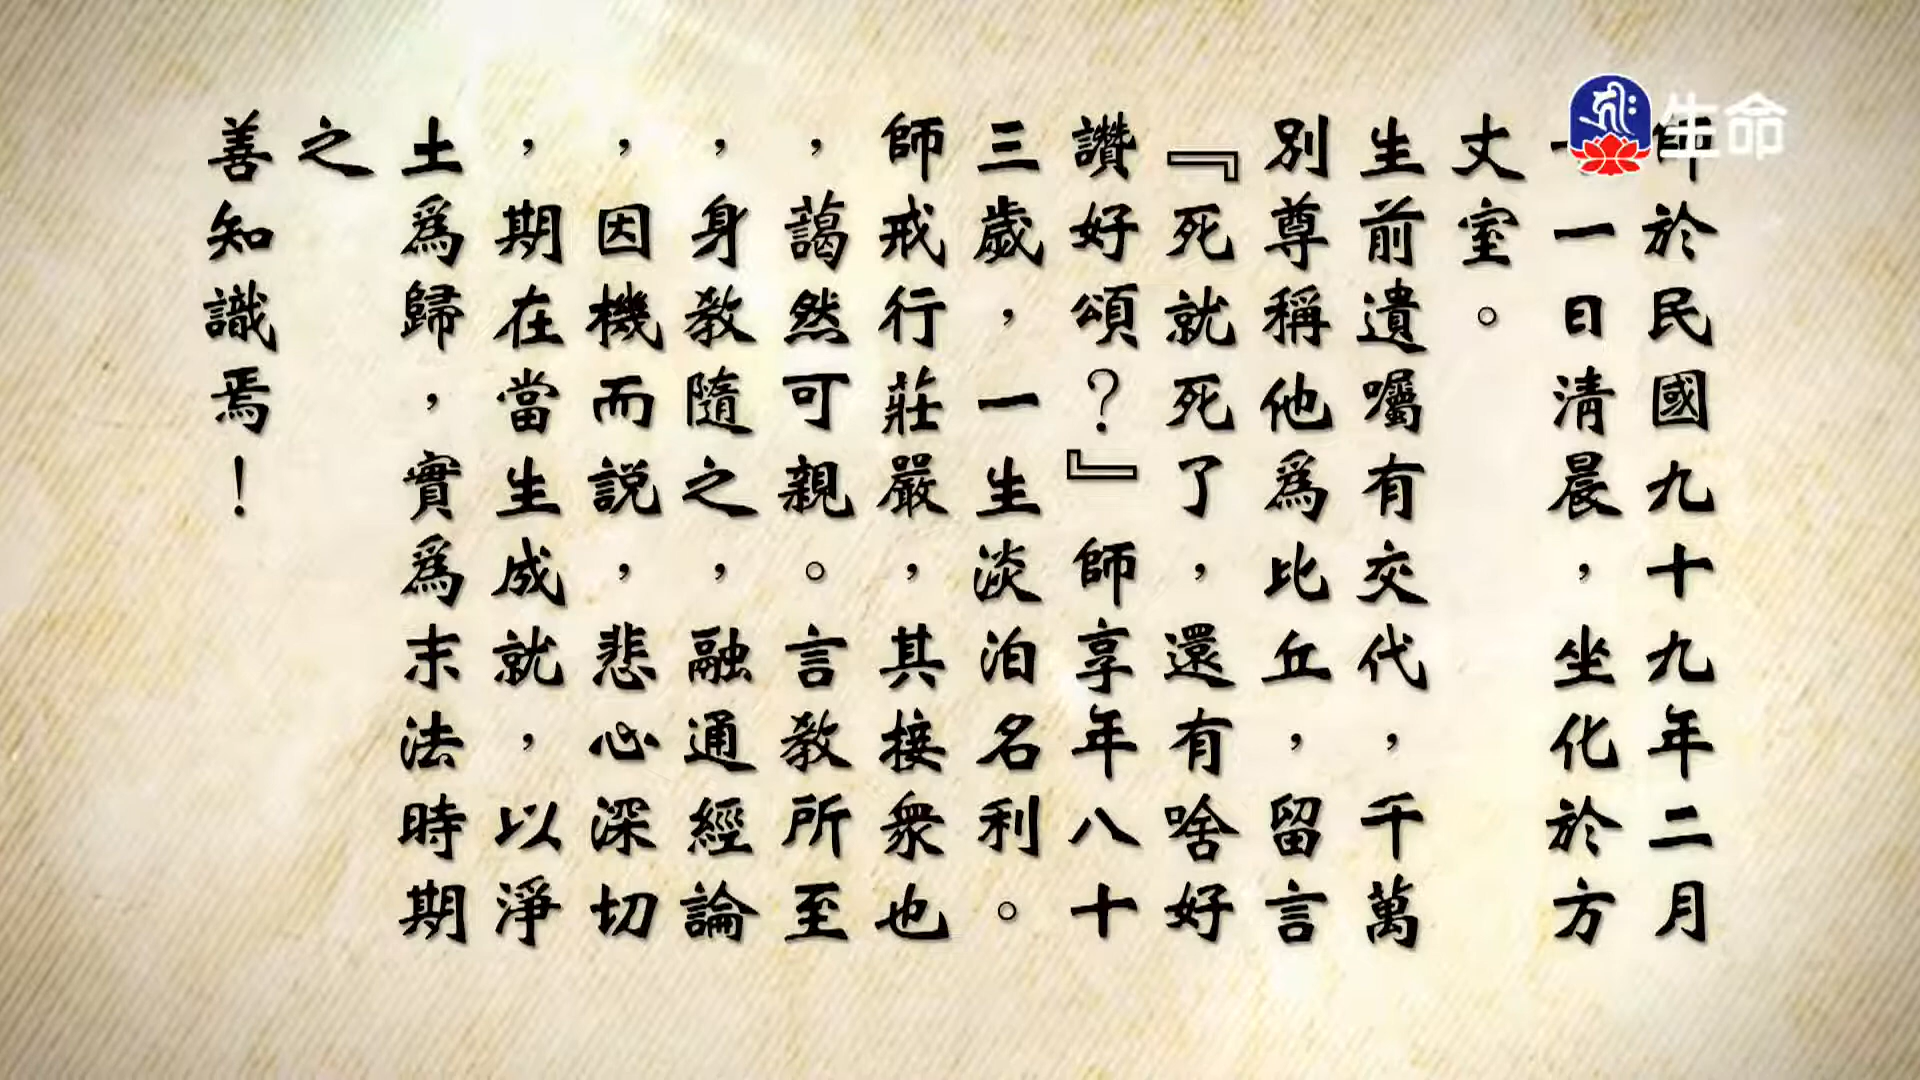 生命
師於民國九十九年二月
一日清晨，坐化於方
丈室。
生前遺囑有交代，千萬
別尊稱他為比丘，留言
『死就死了，還有啥好
讚好頌？』師享年八十
三歲，一生淡泊名利。
師戒行莊嚴，其接衆也
，藹然可親。言教所至
，身教隨之，融通經論
，因機而説，悲心深切
，期在當生成就，以淨
土為歸，實為末法時期
之
善知識焉！